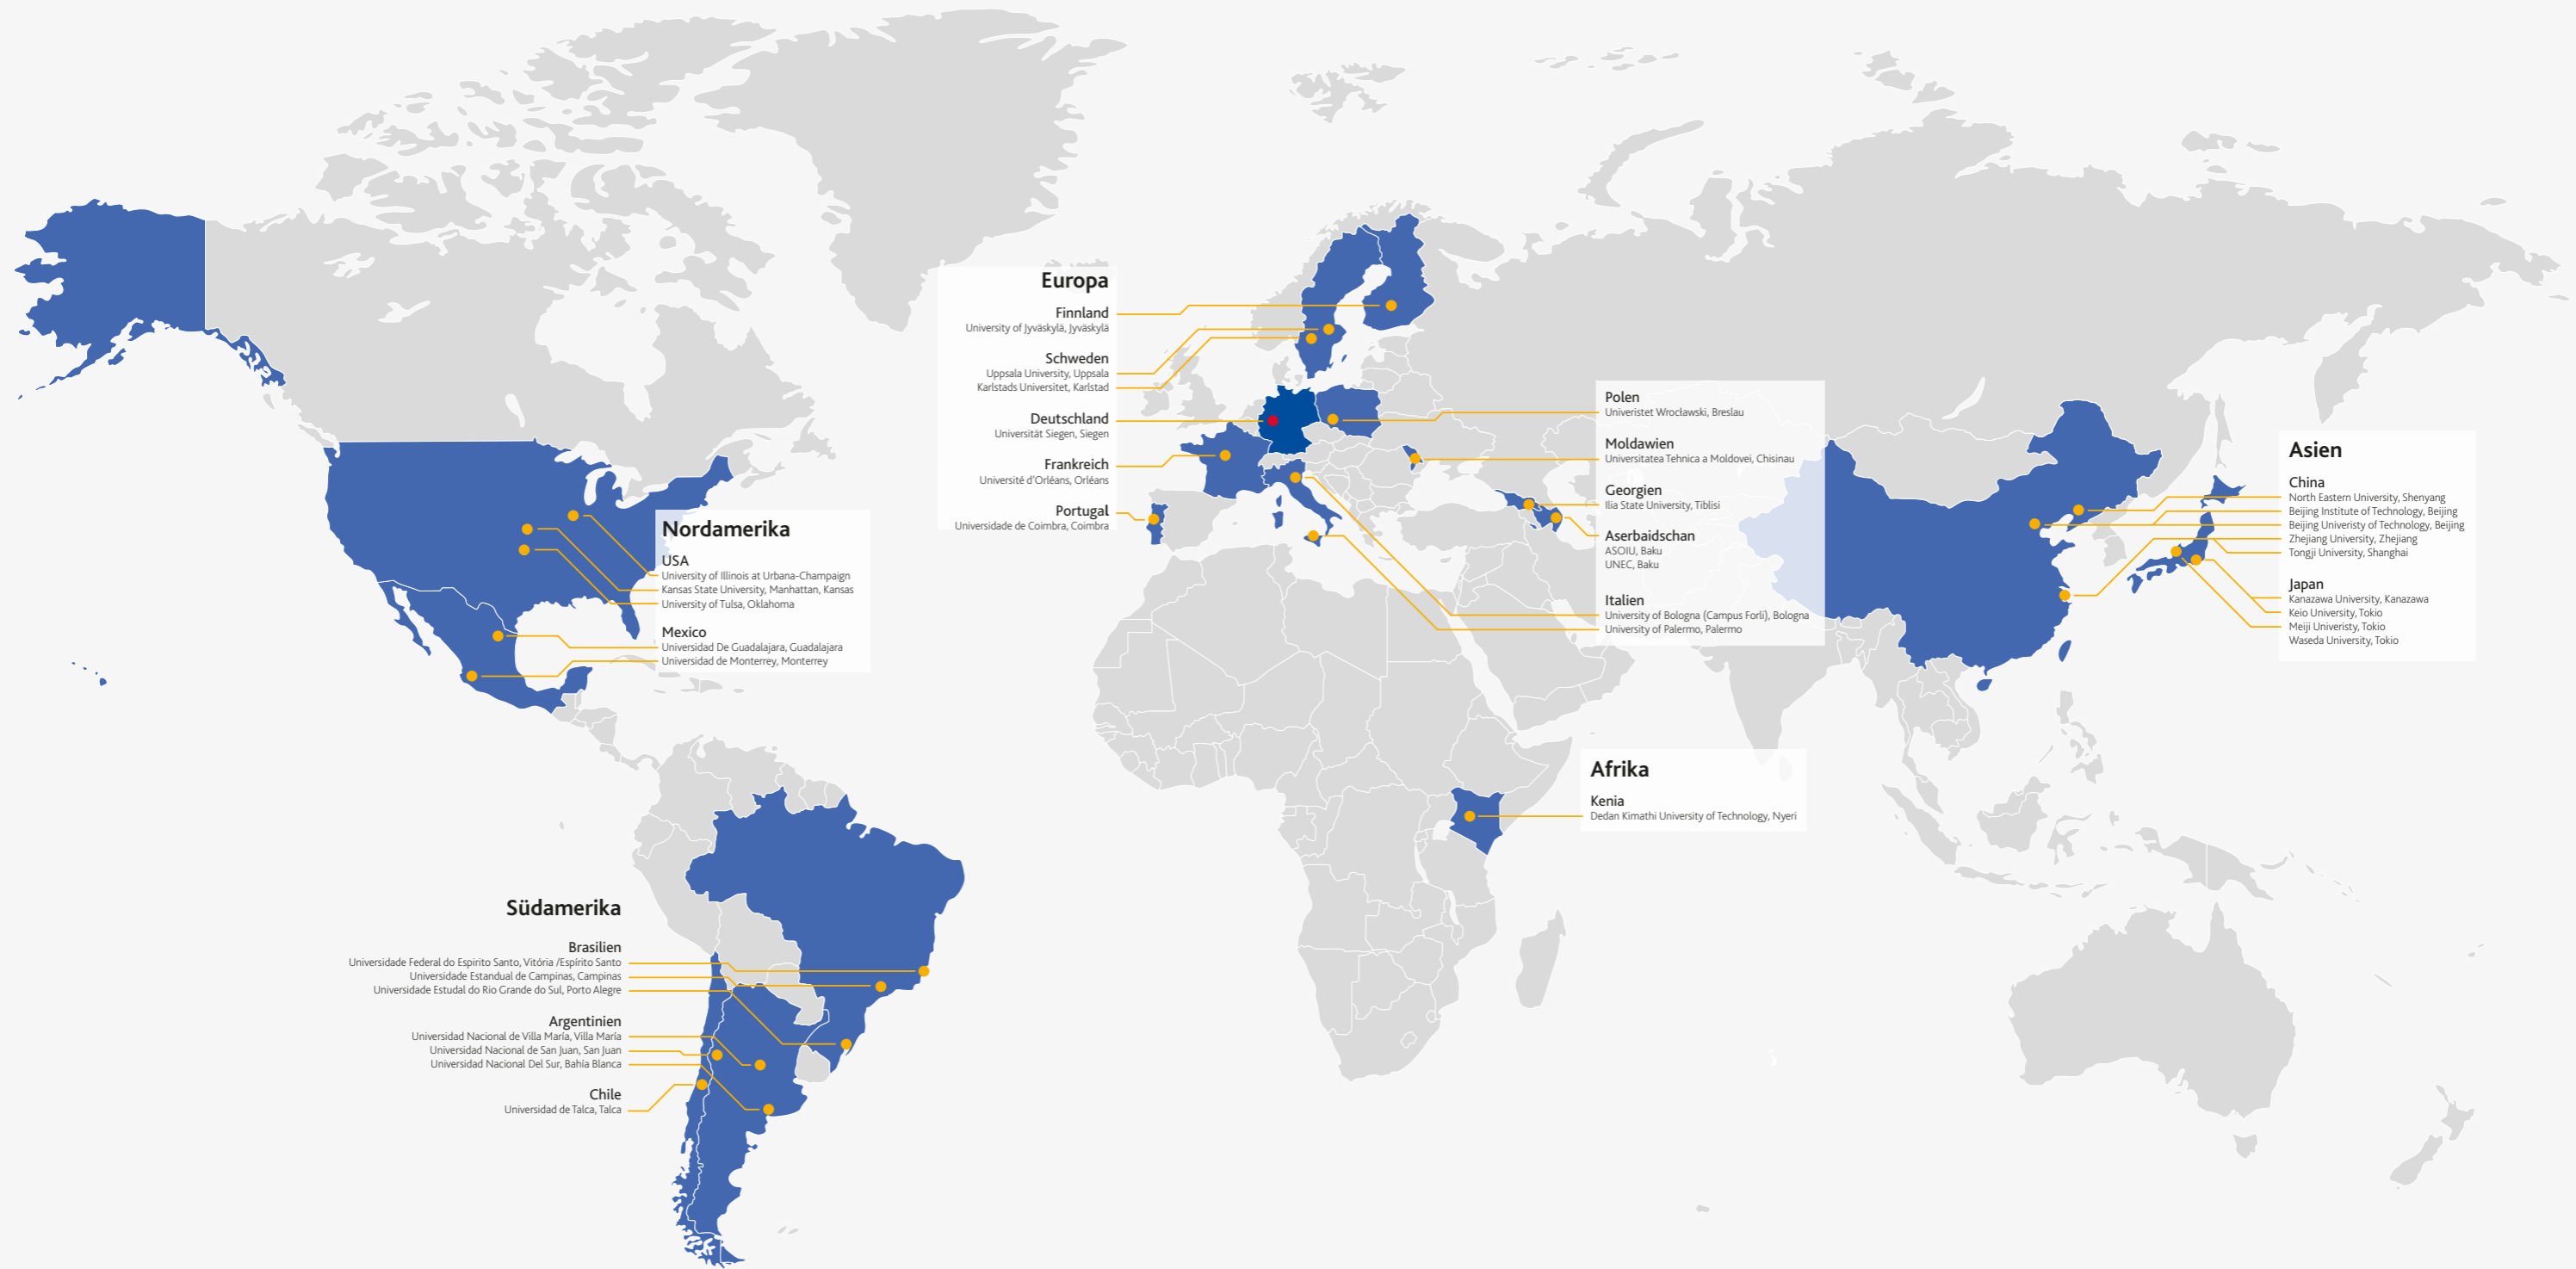 Nordamerika
USA
University of Illinois at Urbana-Champaign
Kansas State University, Manhattan, Kansas
University of Tulsa, Oklahoma
Mexico
Universidad De Guadalajara, Guadalajara
Universidad de Monterrey, Monterrey
Südamerika
Brasilien
Universidade Federal do Espirito Santo, Vitória /Espírito Santo
Universidade Estandual de Campinas, Campinas
Universidade Estudal do Rio Grande do Sul, Porto Alegre
Argentinien
Universidad Nacional de Villa María, Villa María
Universidad Nacional de San Juan, San Juan
Universidad Nacional Del Sur, Bahía Blanca
Chile
Universidad de Talca, Talca
Europa
Finnland
University of Jyväskylä, Jyväskylä
Schweden
Uppsala University, Uppsala
Karlstads Universitet, Karlstad
Deutschland
Universität Siegen, Siegen
Frankreich
Université d'Orléans, Orléans
Portugal
Universidade de Coimbra, Coimbra
Polen
Univeristet Wrocławski, Breslau
Moldawien
Universitatea Tehnica a Moldovei, Chisinau
Georgien
Ilia State University, Tiblisi
Aserbaidschan
ASOIU, Baku
UNEC, Baku
Italien
University of Bologna (Campus Forlì), Bologna
University of Palermo, Palermo
Afrika
Kenia
Dedan Kimathi University of Technology, Nyeri
Asien
China
North Eastern University, Shenyang
Beijing Institute of Technology, Beijing
Beijing Univeristy of Technology, Beijing
Zhejiang University, Zhejiang
Tongji University, Shanghai
Japan
Kanazawa University, Kanazawa
Keio University, Tokio
Meiji Univeristy, Tokio
Waseda University, Tokio